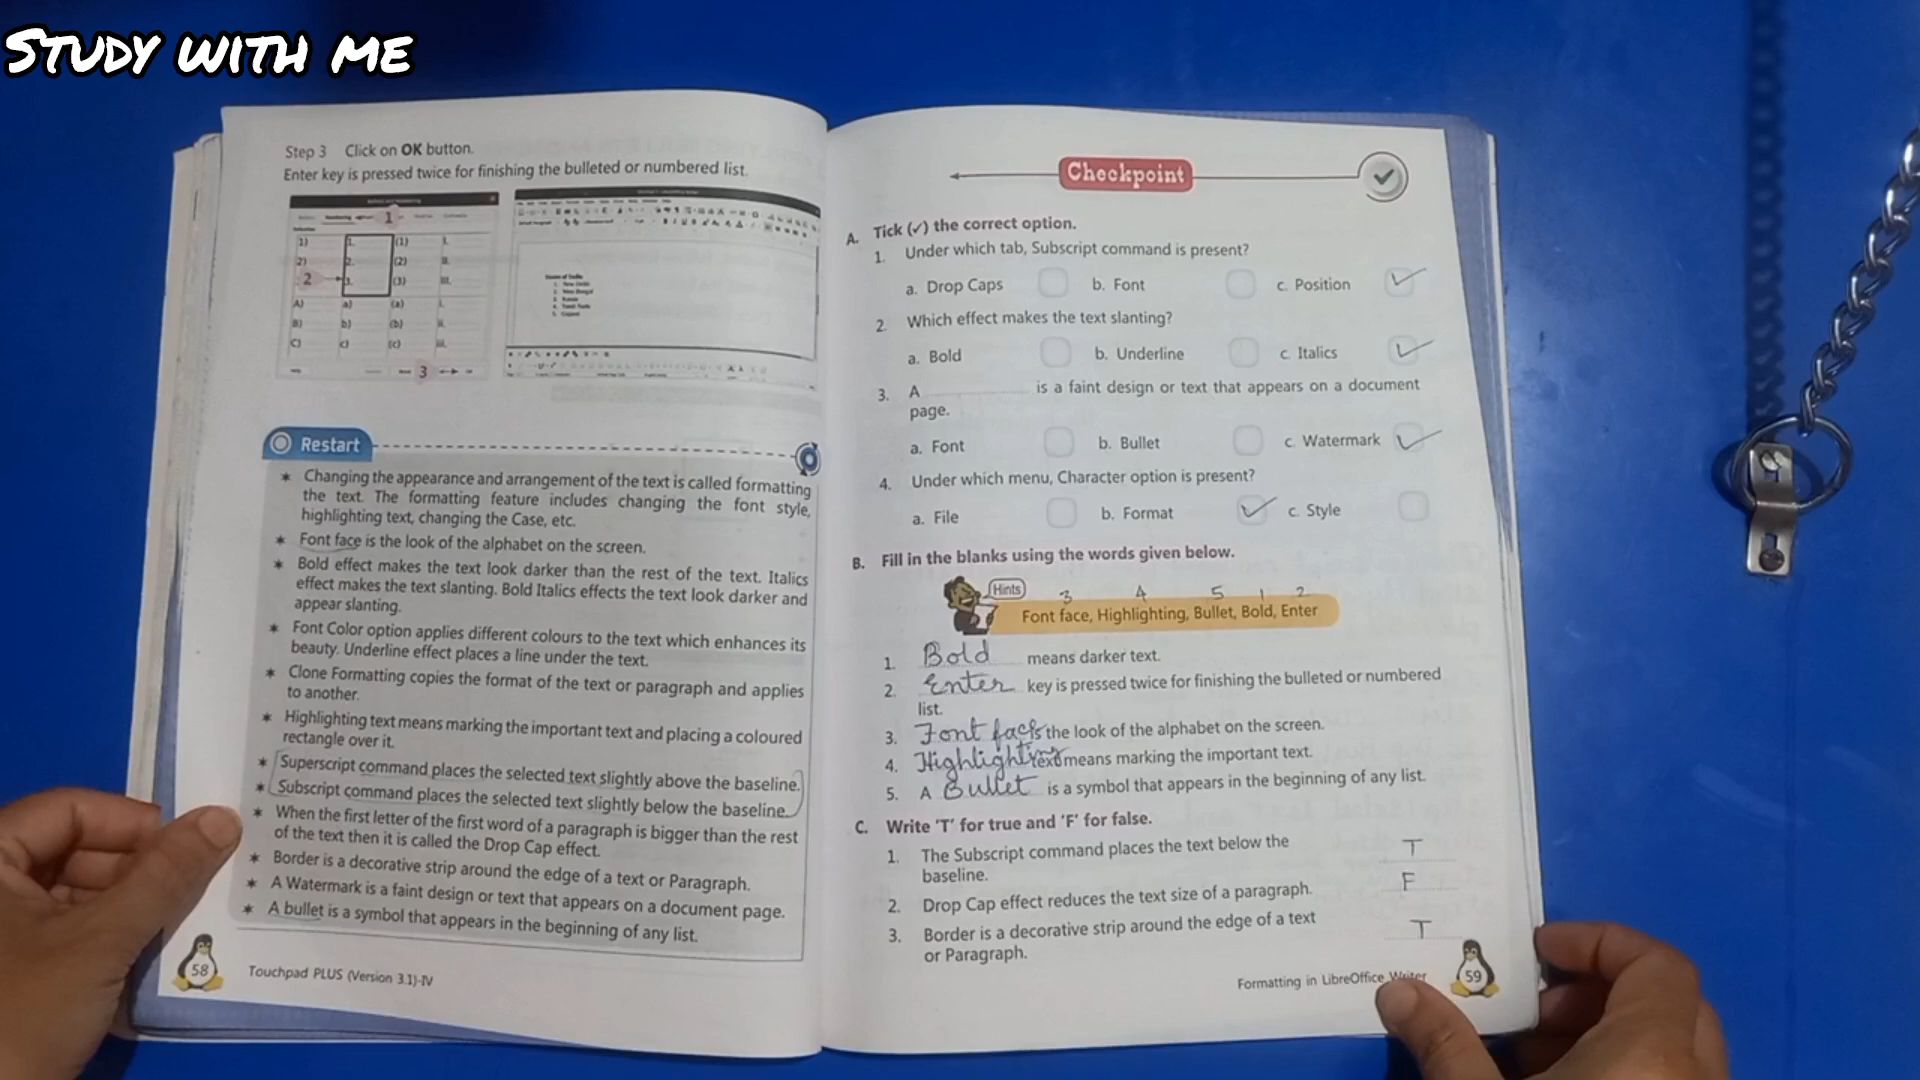 STUDY WITH ME
Step 3 Click on OK button.
Enter key is pressed twice for finishing the bulleted or numbered list.
1
1) 1. (1) I.
2) 2. (2) II.
2 3. (3) III.
A) a) (a) i.
B) b) (b) ii.
C) c) (c) iii.
3
Restart
* Changing the appearance and arrangement of the text is called formatting
the text. The formatting feature includes changing the font style,
highlighting text, changing the Case, etc.
* Font face is the look of the alphabet on the screen.
* Bold effect makes the text look darker than the rest of the text. Italics
effect makes the text slanting. Bold Italics effects the text look darker and
appear slanting.
* Font Color option applies different colours to the text which enhances its
beauty. Underline effect places a line under the text.
* Clone Formatting copies the format of the text or paragraph and applies
to another.
* Highlighting text means marking the important text and placing a coloured
rectangle over it.
* Superscript command places the selected text slightly above the baseline.
* Subscript command places the selected text slightly below the baseline.
* When the first letter of the first word of a paragraph is bigger than the rest
of the text then it is called the Drop Cap effect.
* Border is a decorative strip around the edge of a text or Paragraph.
* A Watermark is a faint design or text that appears on a document page.
* A bullet is a symbol that appears in the beginning of any list.
58 Touchpad PLUS (Version 3.1)-IV
Checkpoint
A. Tick (✓) the correct option.
1. Under which tab, Subscript command is present?
a. Drop Caps b. Font c. Position ✓
2. Which effect makes the text slanting?
a. Bold b. Underline c. Italics ✓
3. A is a faint design or text that appears on a document
page.
a. Font b. Bullet c. Watermark ✓
4. Under which menu, Character option is present?
a. File b. Format ✓ c. Style
B. Fill in the blanks using the words given below.
Hints 3 4 5 1 2
Font face, Highlighting, Bullet, Bold, Enter
1. Bold means darker text.
2. Enter key is pressed twice for finishing the bulleted or numbered
list.
3. Font face is the look of the alphabet on the screen.
4. Highlighting text means marking the important text.
5. A Bullet is a symbol that appears in the beginning of any list.
C. Write 'T' for true and 'F' for false.
1. The Subscript command places the text below the
baseline. T
2. Drop Cap effect reduces the text size of a paragraph. F
3. Border is a decorative strip around the edge of a text
or Paragraph. T
Formatting in LibreOffice Writer 59